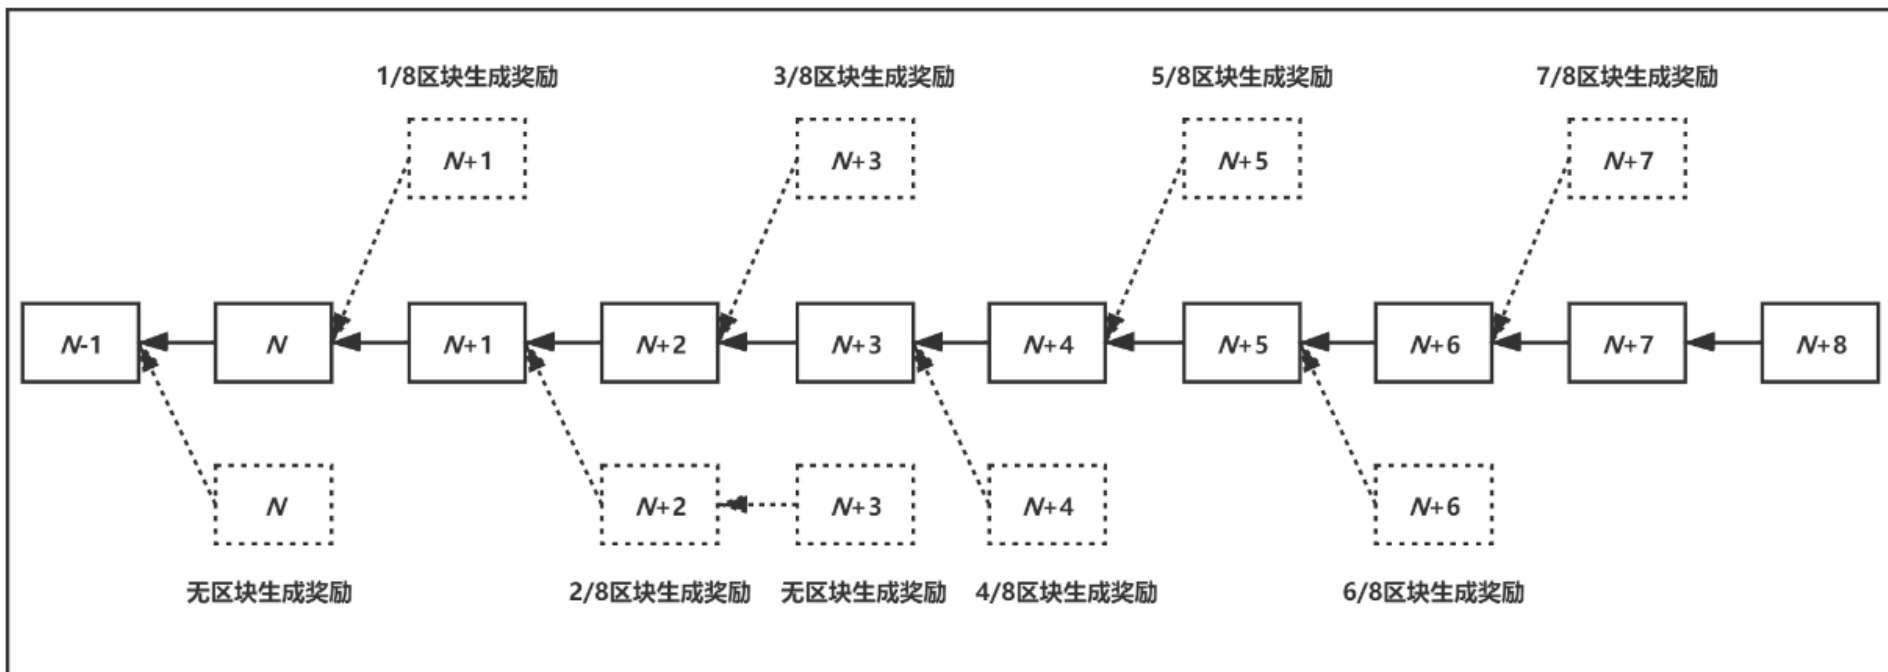 1/8区块生成奖励 3/8区块生成奖励 5/8区块生成奖励 7/8区块生成奖励
N+1 N+3 N+5 N+7
N-1 N N+1 N+2 N+3 N+4 N+5 N+6 N+7 N+8
N N+2 N+3 N+4 N+6
无区块生成奖励 2/8区块生成奖励 无区块生成奖励 4/8区块生成奖励 6/8区块生成奖励